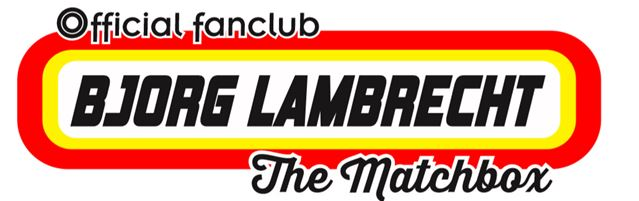 Official fanclub
BJORG LAMBRECHT
The Matchbox